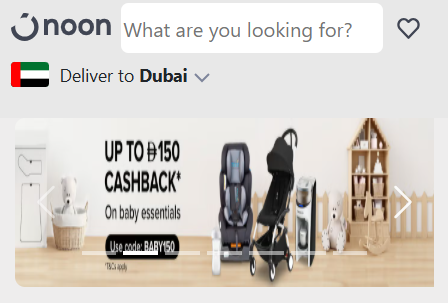 noon
What are you looking for?
Deliver to Dubai
UP TO 150
CASHBACK*
On baby essentials
Use code: BABY150
*T&Cs apply